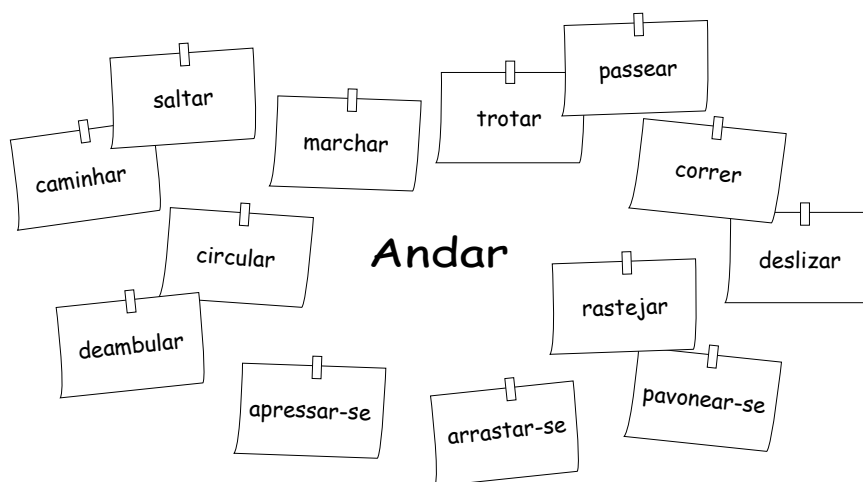 passear
saltar
trotar
marchar
correr
caminhar
Andar
circular
deslizar
rastejar
deambular
pavonear-se
apressar-se
arrastar-se